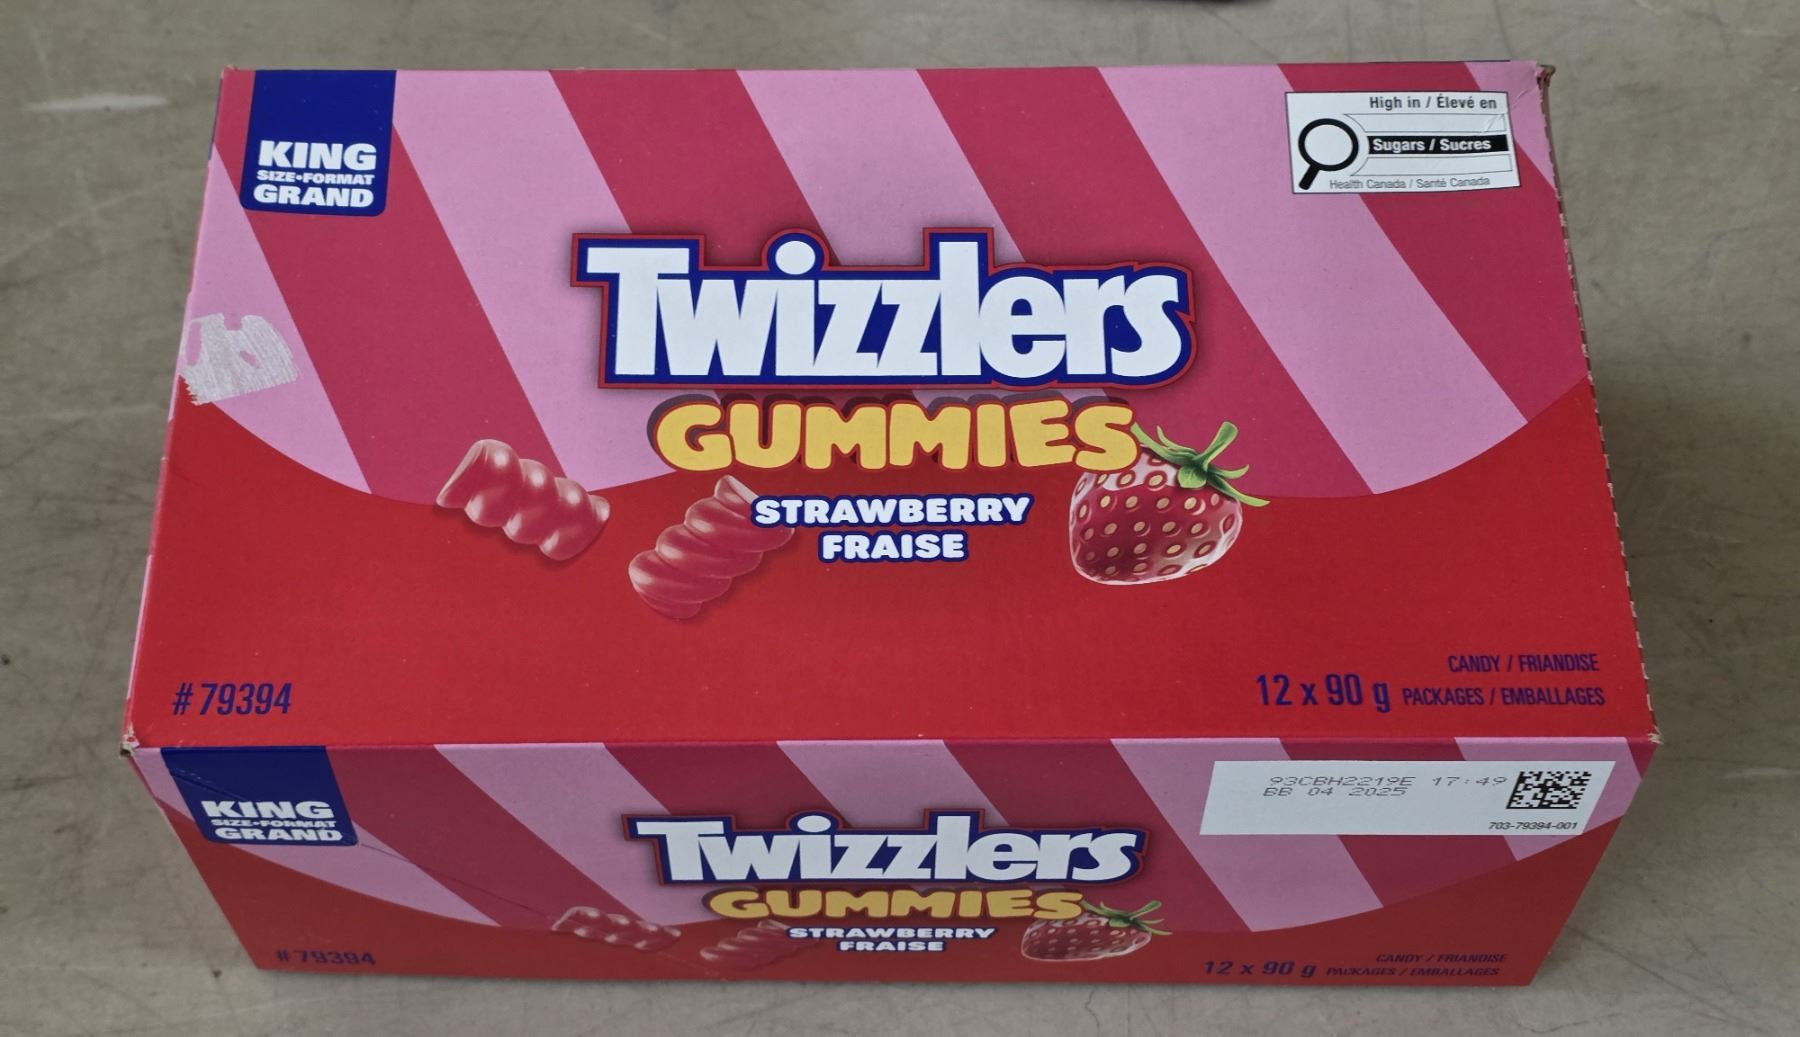 KING
SIZE•FORMAT
GRAND
High in / Élevé en
Sugars / Sucres
Health Canada / Santé Canada
Twizzlers
GUMMIES
STRAWBERRY
FRAISE
CANDY / FRIANDISE
12 x 90 g PACKAGES / EMBALLAGES
# 79394
KING
SIZE•FORMAT
GRAND
93CBH2219E 17:49
BB 04 2025
703-79394-001
Twizzlers
GUMMIES
STRAWBERRY
FRAISE
CANDY / FRIANDISE
12 x 90 g PACKAGES / EMBALLAGES
# 79394